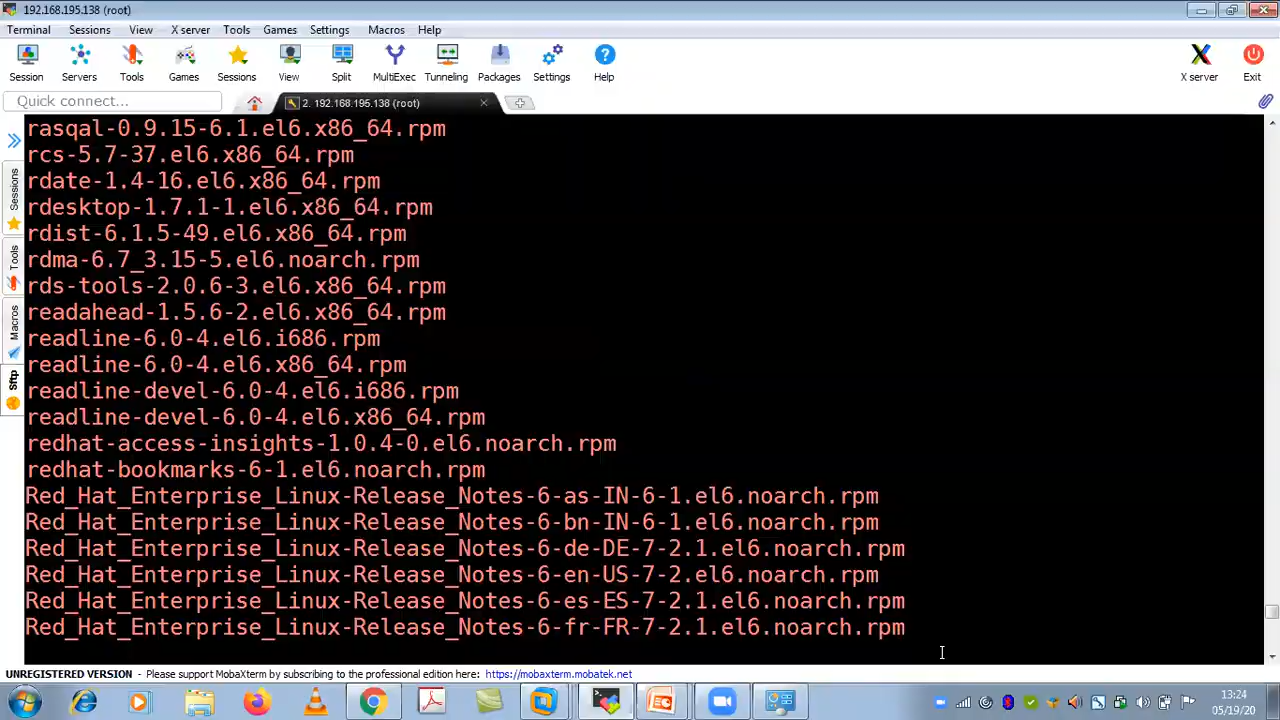 192.168.195.138 (root)
Terminal Sessions View X server Tools Games Settings Macros Help
Session Servers Tools Games Sessions View Split MultiExec Tunneling Packages Settings Help X server Exit
Quick connect...
2. 192.168.195.138 (root)
Sessions
Tools
Macros
Sftp
rasqal-0.9.15-6.1.el6.x86_64.rpm
rcs-5.7-37.el6.x86_64.rpm
rdate-1.4-16.el6.x86_64.rpm
rdesktop-1.7.1-1.el6.x86_64.rpm
rdist-6.1.5-49.el6.x86_64.rpm
rdma-6.7_3.15-5.el6.noarch.rpm
rds-tools-2.0.6-3.el6.x86_64.rpm
readahead-1.5.6-2.el6.x86_64.rpm
readline-6.0-4.el6.i686.rpm
readline-6.0-4.el6.x86_64.rpm
readline-devel-6.0-4.el6.i686.rpm
readline-devel-6.0-4.el6.x86_64.rpm
redhat-access-insights-1.0.4-0.el6.noarch.rpm
redhat-bookmarks-6-1.el6.noarch.rpm
Red_Hat_Enterprise_Linux-Release_Notes-6-as-IN-6-1.el6.noarch.rpm
Red_Hat_Enterprise_Linux-Release_Notes-6-bn-IN-6-1.el6.noarch.rpm
Red_Hat_Enterprise_Linux-Release_Notes-6-de-DE-7-2.1.el6.noarch.rpm
Red_Hat_Enterprise_Linux-Release_Notes-6-en-US-7-2.el6.noarch.rpm
Red_Hat_Enterprise_Linux-Release_Notes-6-es-ES-7-2.1.el6.noarch.rpm
Red_Hat_Enterprise_Linux-Release_Notes-6-fr-FR-7-2.1.el6.noarch.rpm
UNREGISTERED VERSION - Please support MobaXterm by subscribing to the professional edition here: https://mobaxterm.mobatek.net
13:24
05/19/20